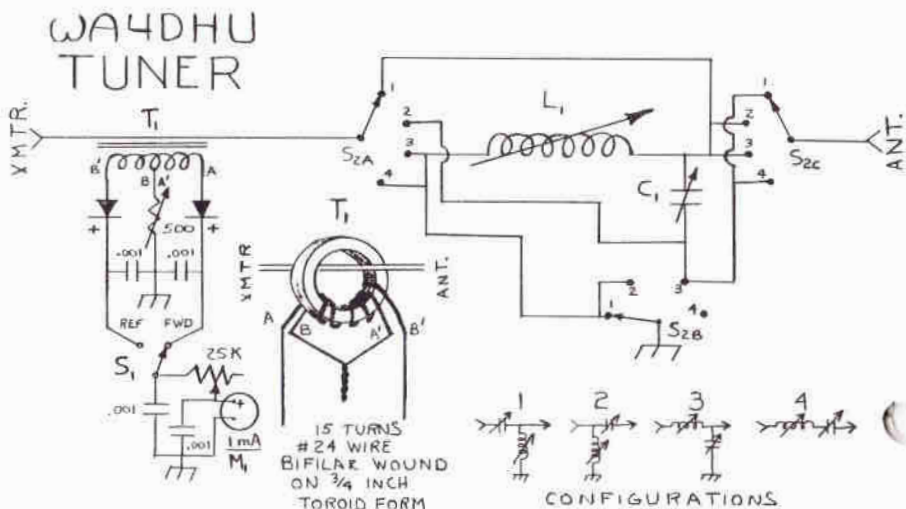 WA4DHU
TUNER
XMTR.
T1
B' A
B A'
500
+ +
.001 .001
REF FWD
S1
25K
.001
.001
+
-
1mA
M1
T1
XMTR
ANT.
A B A' B'
15 TURNS
#24 WIRE
BIFILAR WOUND
ON 3/4 INCH
TOROID FORM
1
2
3
4
S2A
L1
C1
1
2
3
4
S2C
ANT.
2 3
1 4
S2B
1 2 3 4
CONFIGURATIONS